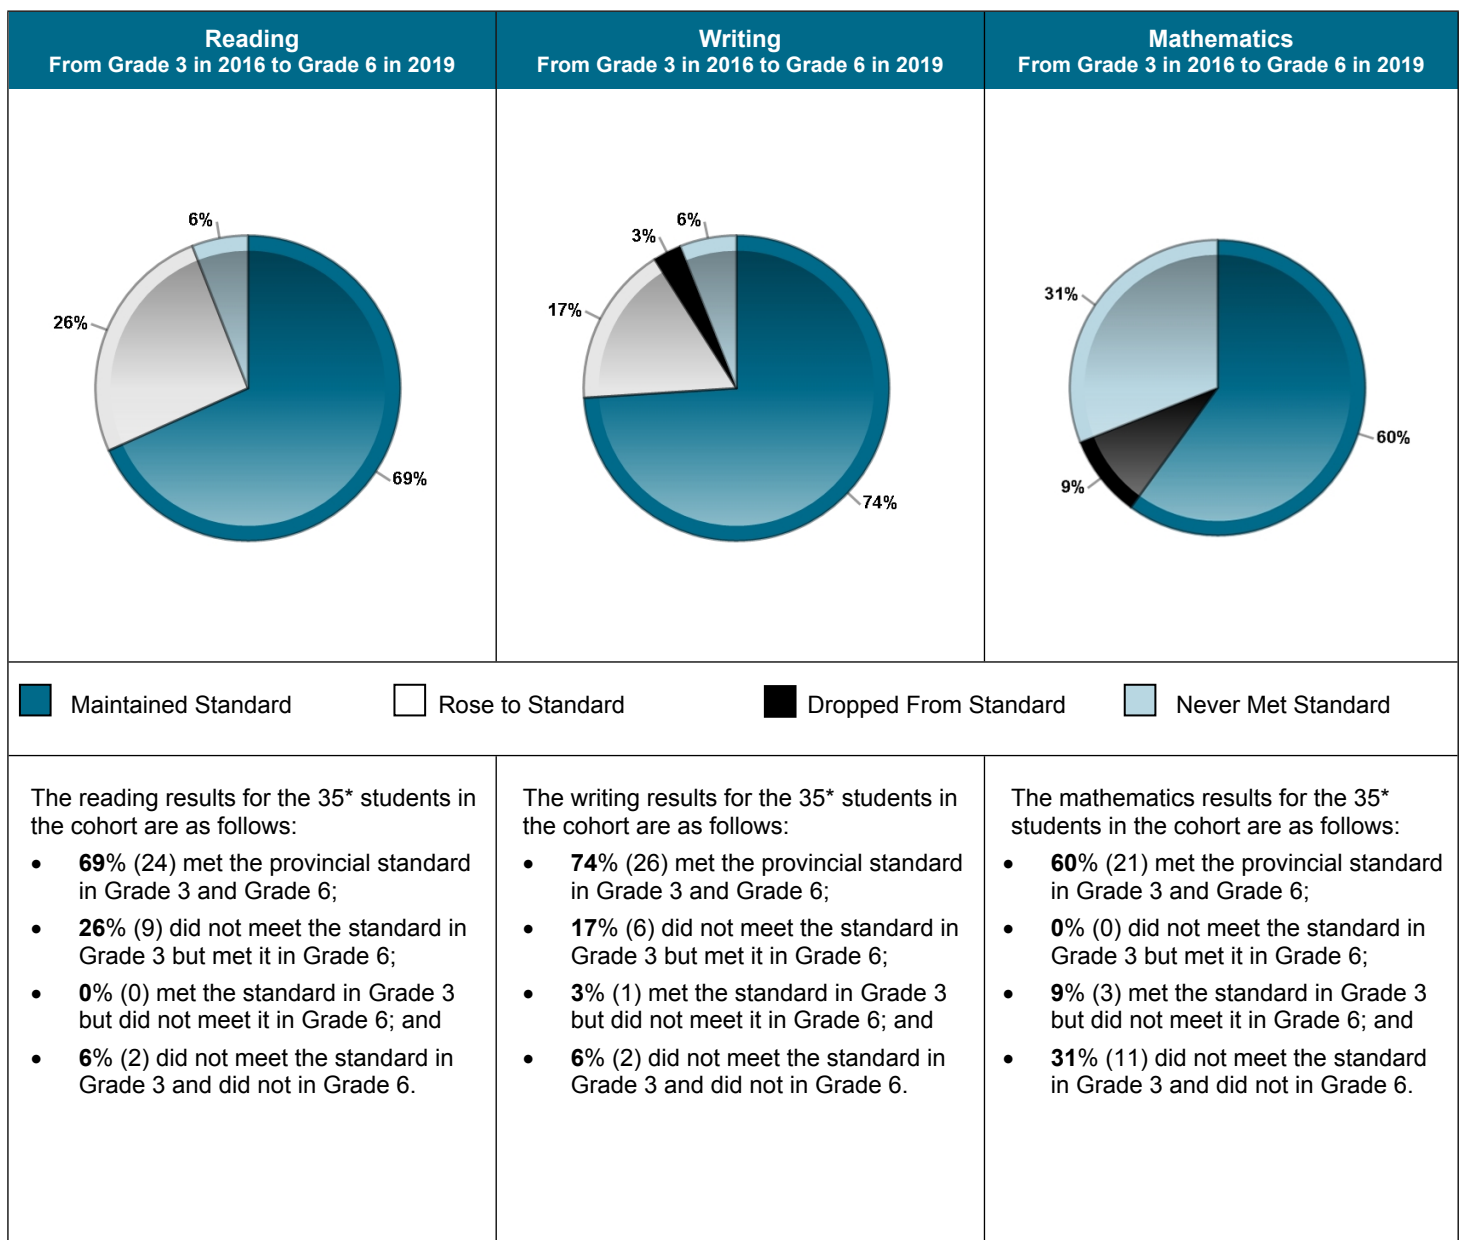 Reading
From Grade 3 in 2016 to Grade 6 in 2019
Writing
From Grade 3 in 2016 to Grade 6 in 2019
Mathematics
From Grade 3 in 2016 to Grade 6 in 2019
6%
26%
69%
3%
6%
17%
74%
31%
9%
60%
Maintained Standard
Rose to Standard
Dropped From Standard
Never Met Standard
The reading results for the 35* students in
the cohort are as follows:
• 69% (24) met the provincial standard
in Grade 3 and Grade 6;
• 26% (9) did not meet the standard in
Grade 3 but met it in Grade 6;
• 0% (0) met the standard in Grade 3
but did not meet it in Grade 6; and
• 6% (2) did not meet the standard in
Grade 3 and did not in Grade 6.
The writing results for the 35* students in
the cohort are as follows:
• 74% (26) met the provincial standard
in Grade 3 and Grade 6;
• 17% (6) did not meet the standard in
Grade 3 but met it in Grade 6;
• 3% (1) met the standard in Grade 3
but did not meet it in Grade 6; and
• 6% (2) did not meet the standard in
Grade 3 and did not in Grade 6.
The mathematics results for the 35*
students in the cohort are as follows:
• 60% (21) met the provincial standard
in Grade 3 and Grade 6;
• 0% (0) did not meet the standard in
Grade 3 but met it in Grade 6;
• 9% (3) met the standard in Grade 3
but did not meet it in Grade 6; and
• 31% (11) did not meet the standard
in Grade 3 and did not in Grade 6.